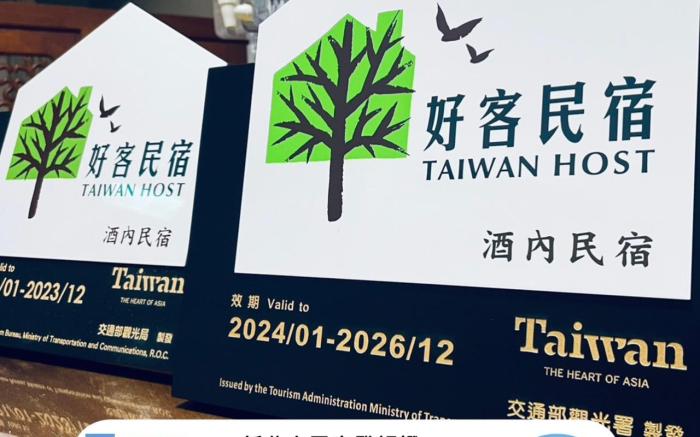 好客民宿
TAIWAN HOST
酒內民宿
/01-2023/12
Taiwan
THE HEART OF ASIA
交通部觀光局 製發
Bureau, Ministry of Transportation and Communications, R.O.C.
好客民宿
TAIWAN HOST
酒內民宿
效期 Valid to
2024/01-2026/12
Taiwan
THE HEART OF ASIA
Issued by the Tourism Administration Ministry of
交通部觀光署 製發